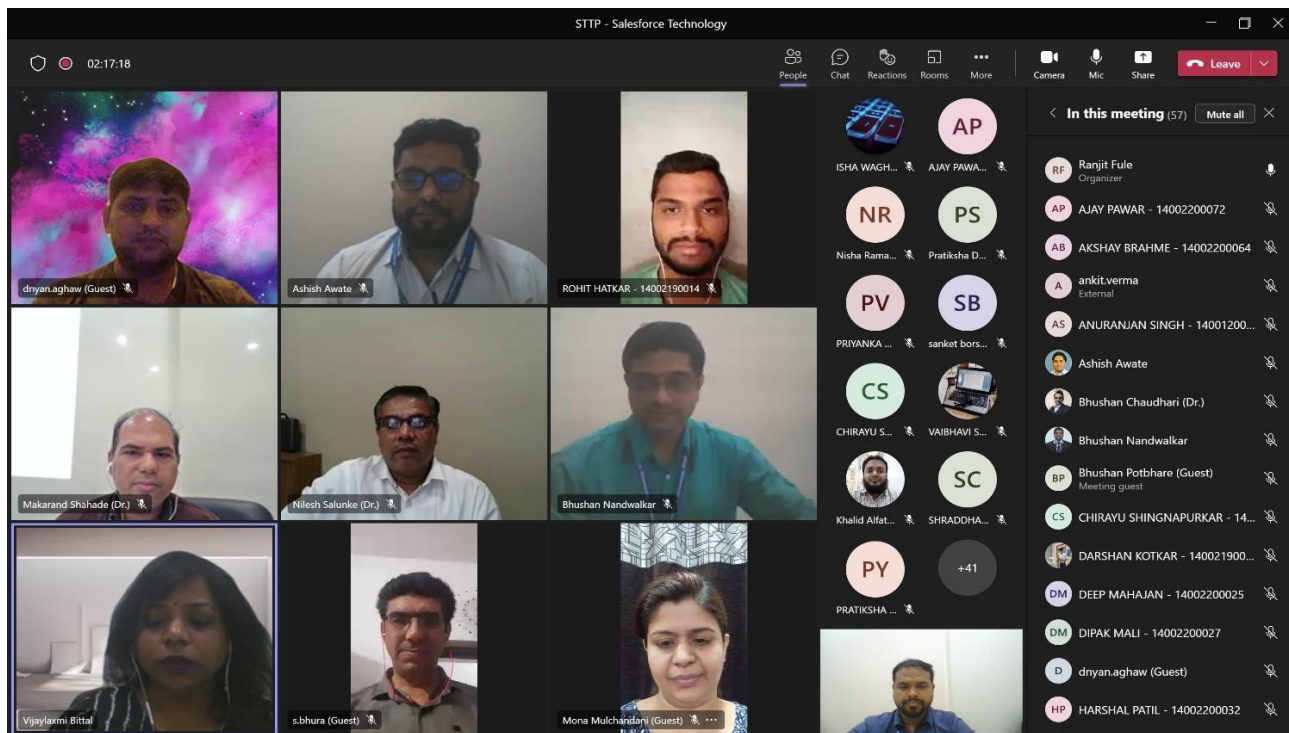 STTP - Salesforce Technology
02:17:18
People
Chat
Reactions
Rooms
More
Camera
Mic
Share
Leave
dnyan.aghaw (Guest)
Ashish Awate
ROHIT HATKAR - 14002190014
Makarand Shahade (Dr.)
Nilesh Salunke (Dr.)
Bhushan Nandwalkar
Vijaylaxmi Bittal
s.bhura (Guest)
Mona Mulchandani (Guest) ...
AP
ISHA WAGH...
AJAY PAWA...
NR
PS
Nisha Rama...
Pratiksha D...
PV
SB
PRIYANKA ...
sanket bors...
CS
CHIRAYU S...
VAIBHAVI S...
SC
Khalid Alfat...
SHRADDHA...
PY
+41
PRATIKSHA ...
In this meeting (57)
Mute all
RF
Ranjit Fule
Organizer
AP
AJAY PAWAR - 14002200072
AB
AKSHAY BRAHME - 14002200064
A
ankit.verma
External
AS
ANURANJAN SINGH - 14001200...
Ashish Awate
Bhushan Chaudhari (Dr.)
Bhushan Nandwalkar
BP
Bhushan Potbhare (Guest)
Meeting guest
CS
CHIRAYU SHINGNAPURKAR - 14...
DARSHAN KOTKAR - 140021900...
DM
DEEP MAHAJAN - 14002200025
DM
DIPAK MALI - 14002200027
D
dnyan.aghaw (Guest)
HP
HARSHAL PATIL - 14002200032